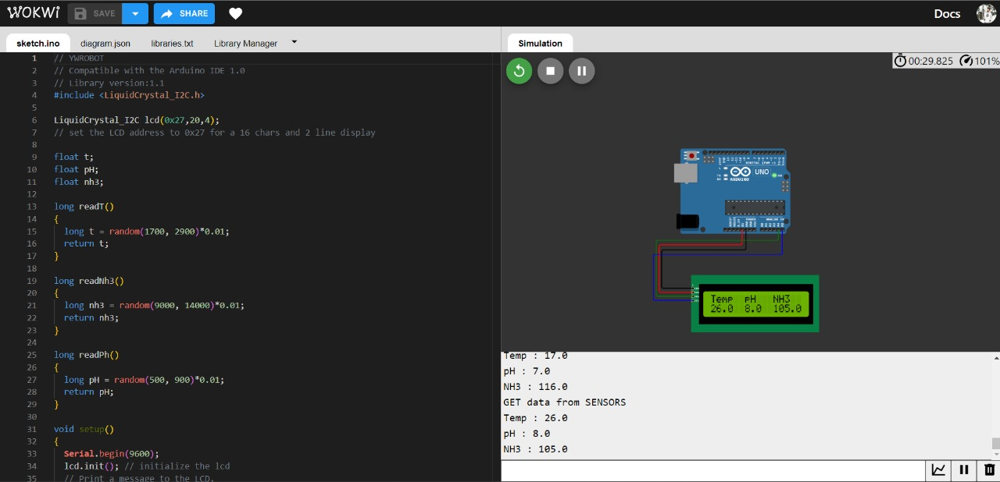 WOKWi SAVE SHARE Docs
sketch.ino diagram.json libraries.txt Library Manager
1 // YWROBOT
2 // Compatible with the Arduino IDE 1.0
3 // Library version:1.1
4 #include <LiquidCrystal_I2C.h>
5
6 LiquidCrystal_I2C lcd(0x27,20,4);
7 // set the LCD address to 0x27 for a 16 chars and 2 line display
8
9 float t;
10 float pH;
11 float nh3;
12
13 long readT()
14 {
15 long t = random(1700, 2900)*0.01;
16 return t;
17 }
18
19 long readNh3()
20 {
21 long nh3 = random(9000, 14000)*0.01;
22 return nh3;
23 }
24
25 long readPh()
26 {
27 long pH = random(500, 900)*0.01;
28 return pH;
29 }
30
31 void setup()
32 {
33 Serial.begin(9600);
34 lcd.init(); // initialize the lcd
35 // Print a message to the LCD.
Simulation
00:29.825 101%
DIGITAL (PWM ~)
UNO
ARDUINO
POWER ANALOG IN
Temp pH NH3
26.0 8.0 105.0
Temp : 17.0
pH : 7.0
NH3 : 116.0
GET data from SENSORS
Temp : 26.0
pH : 8.0
NH3 : 105.0